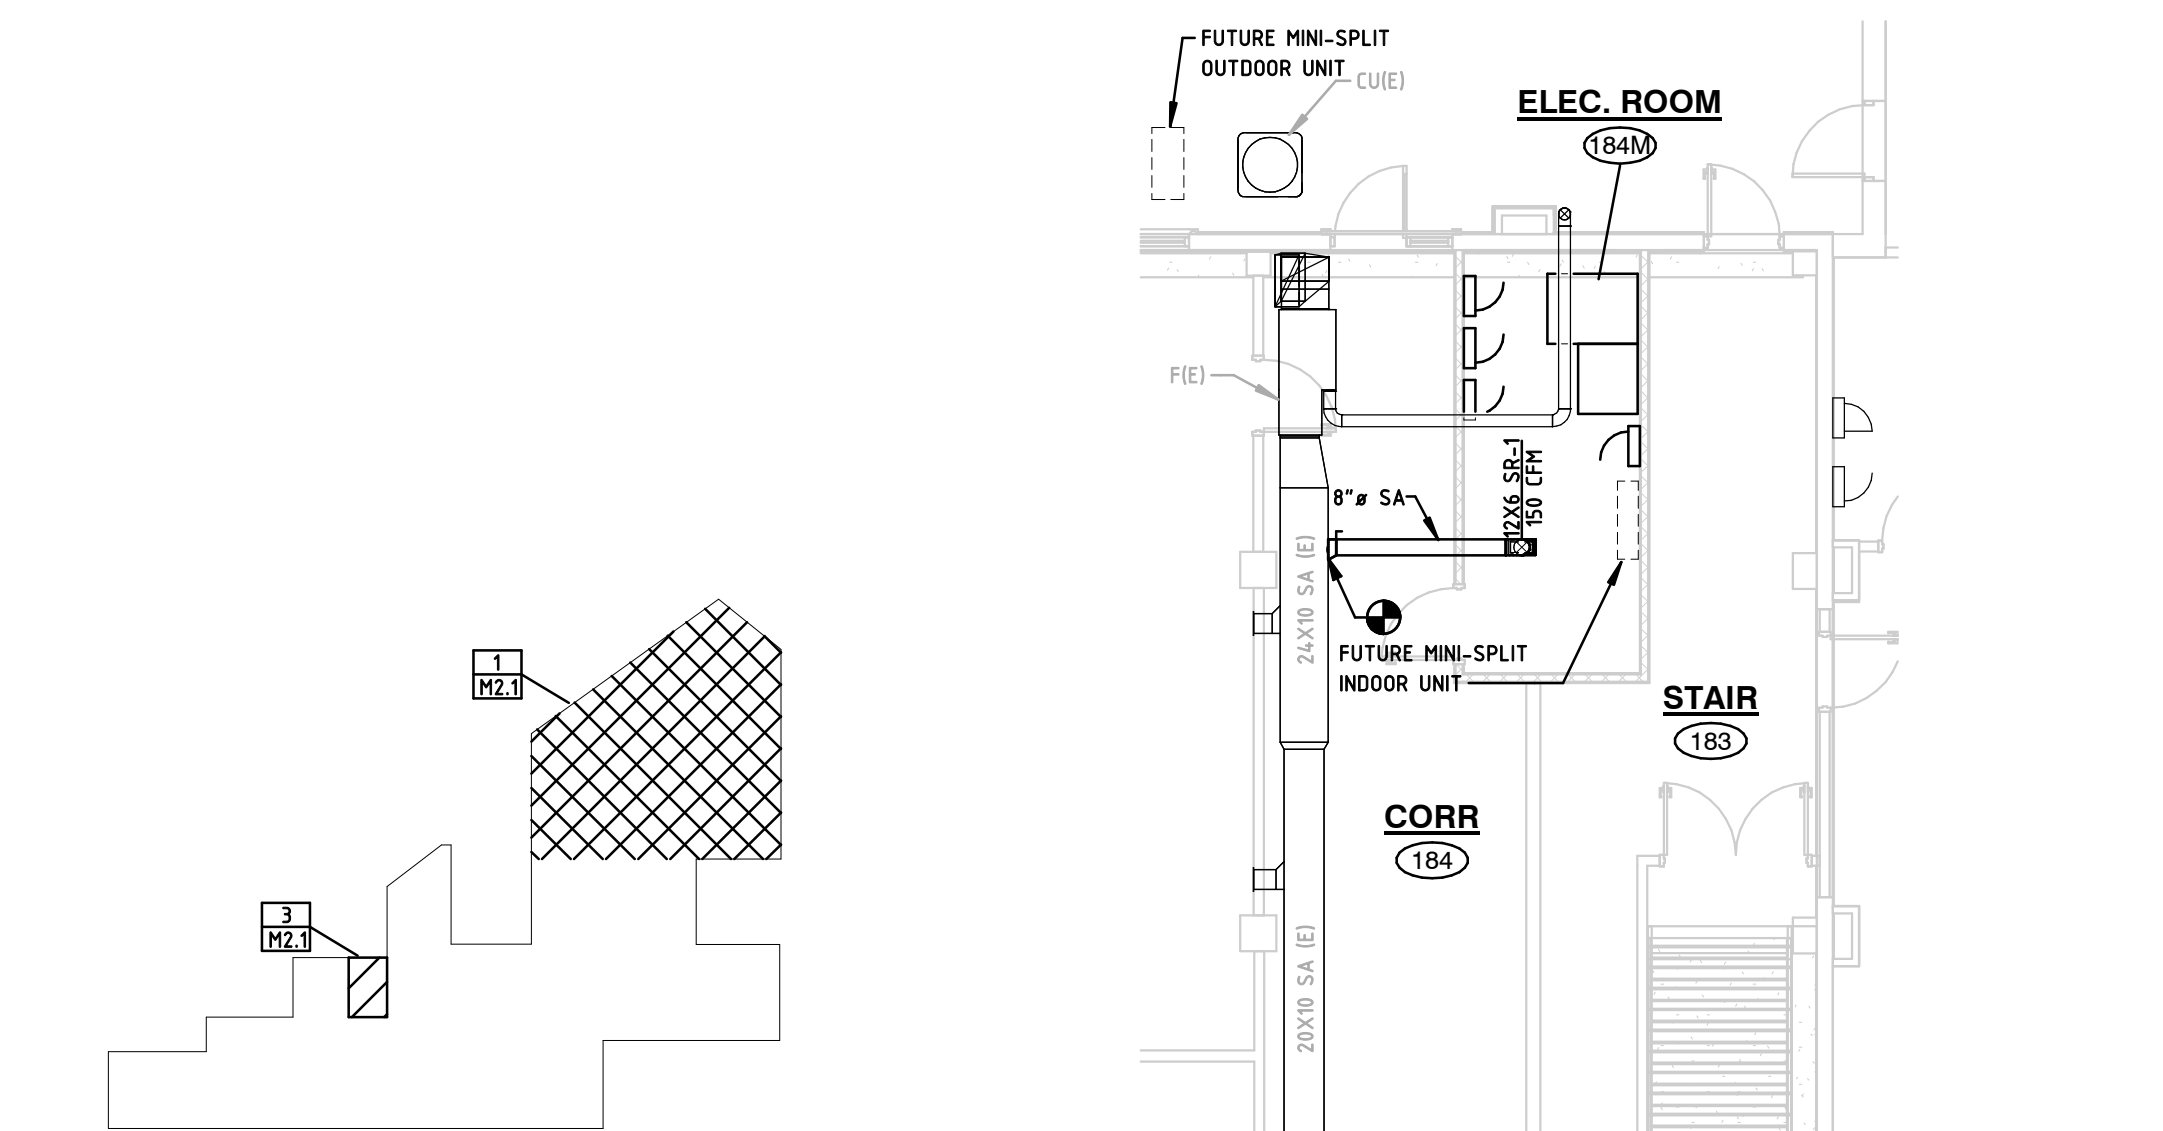 FUTURE MINI-SPLIT
OUTDOOR UNIT
CU(E)
ELEC. ROOM
184M
F(E)
12X6 SR-1
150 CFM
8"ø SA
24X10 SA (E)
FUTURE MINI-SPLIT
INDOOR UNIT
STAIR
183
CORR
184
20X10 SA (E)
1
M2.1
3
M2.1